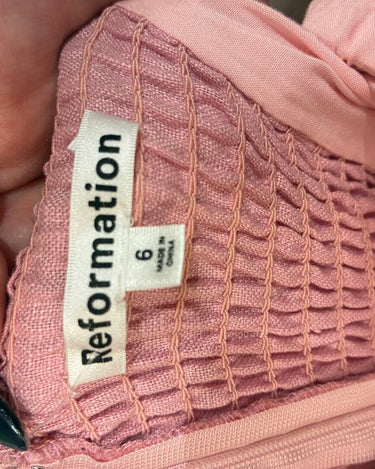 Reformation
6
MADE IN
CHINA